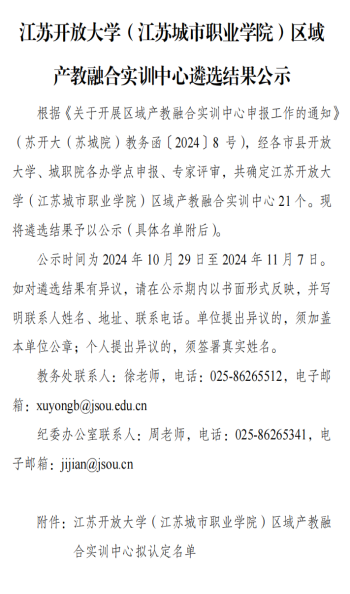 江苏开放大学（江苏城市职业学院）区域
产教融合实训中心遴选结果公示
根据《关于开展区域产教融合实训中心申报工作的通知》
（苏开大（苏城院）教务函〔2024〕8 号），经各市县开放
大学、城职院各办学点申报、专家评审，共确定江苏开放大
学（江苏城市职业学院）区域产教融合实训中心 21 个。现
将遴选结果予以公示（具体名单附后）。
公示时间为 2024 年 10 月 29 日至 2024 年 11 月 7 日。
如对遴选结果有异议，请在公示期内以书面形式反映，并写
明联系人姓名、地址、联系电话。单位提出异议的，须加盖
本单位公章；个人提出异议的，须签署真实姓名。
教务处联系人：徐老师，电话：025-86265512，电子邮
箱：xuyongb@jsou.edu.cn
纪委办公室联系人：周老师，电话：025-86265341，电
子邮箱：jijian@jsou.cn
附件：江苏开放大学（江苏城市职业学院）区域产教融
合实训中心拟认定名单